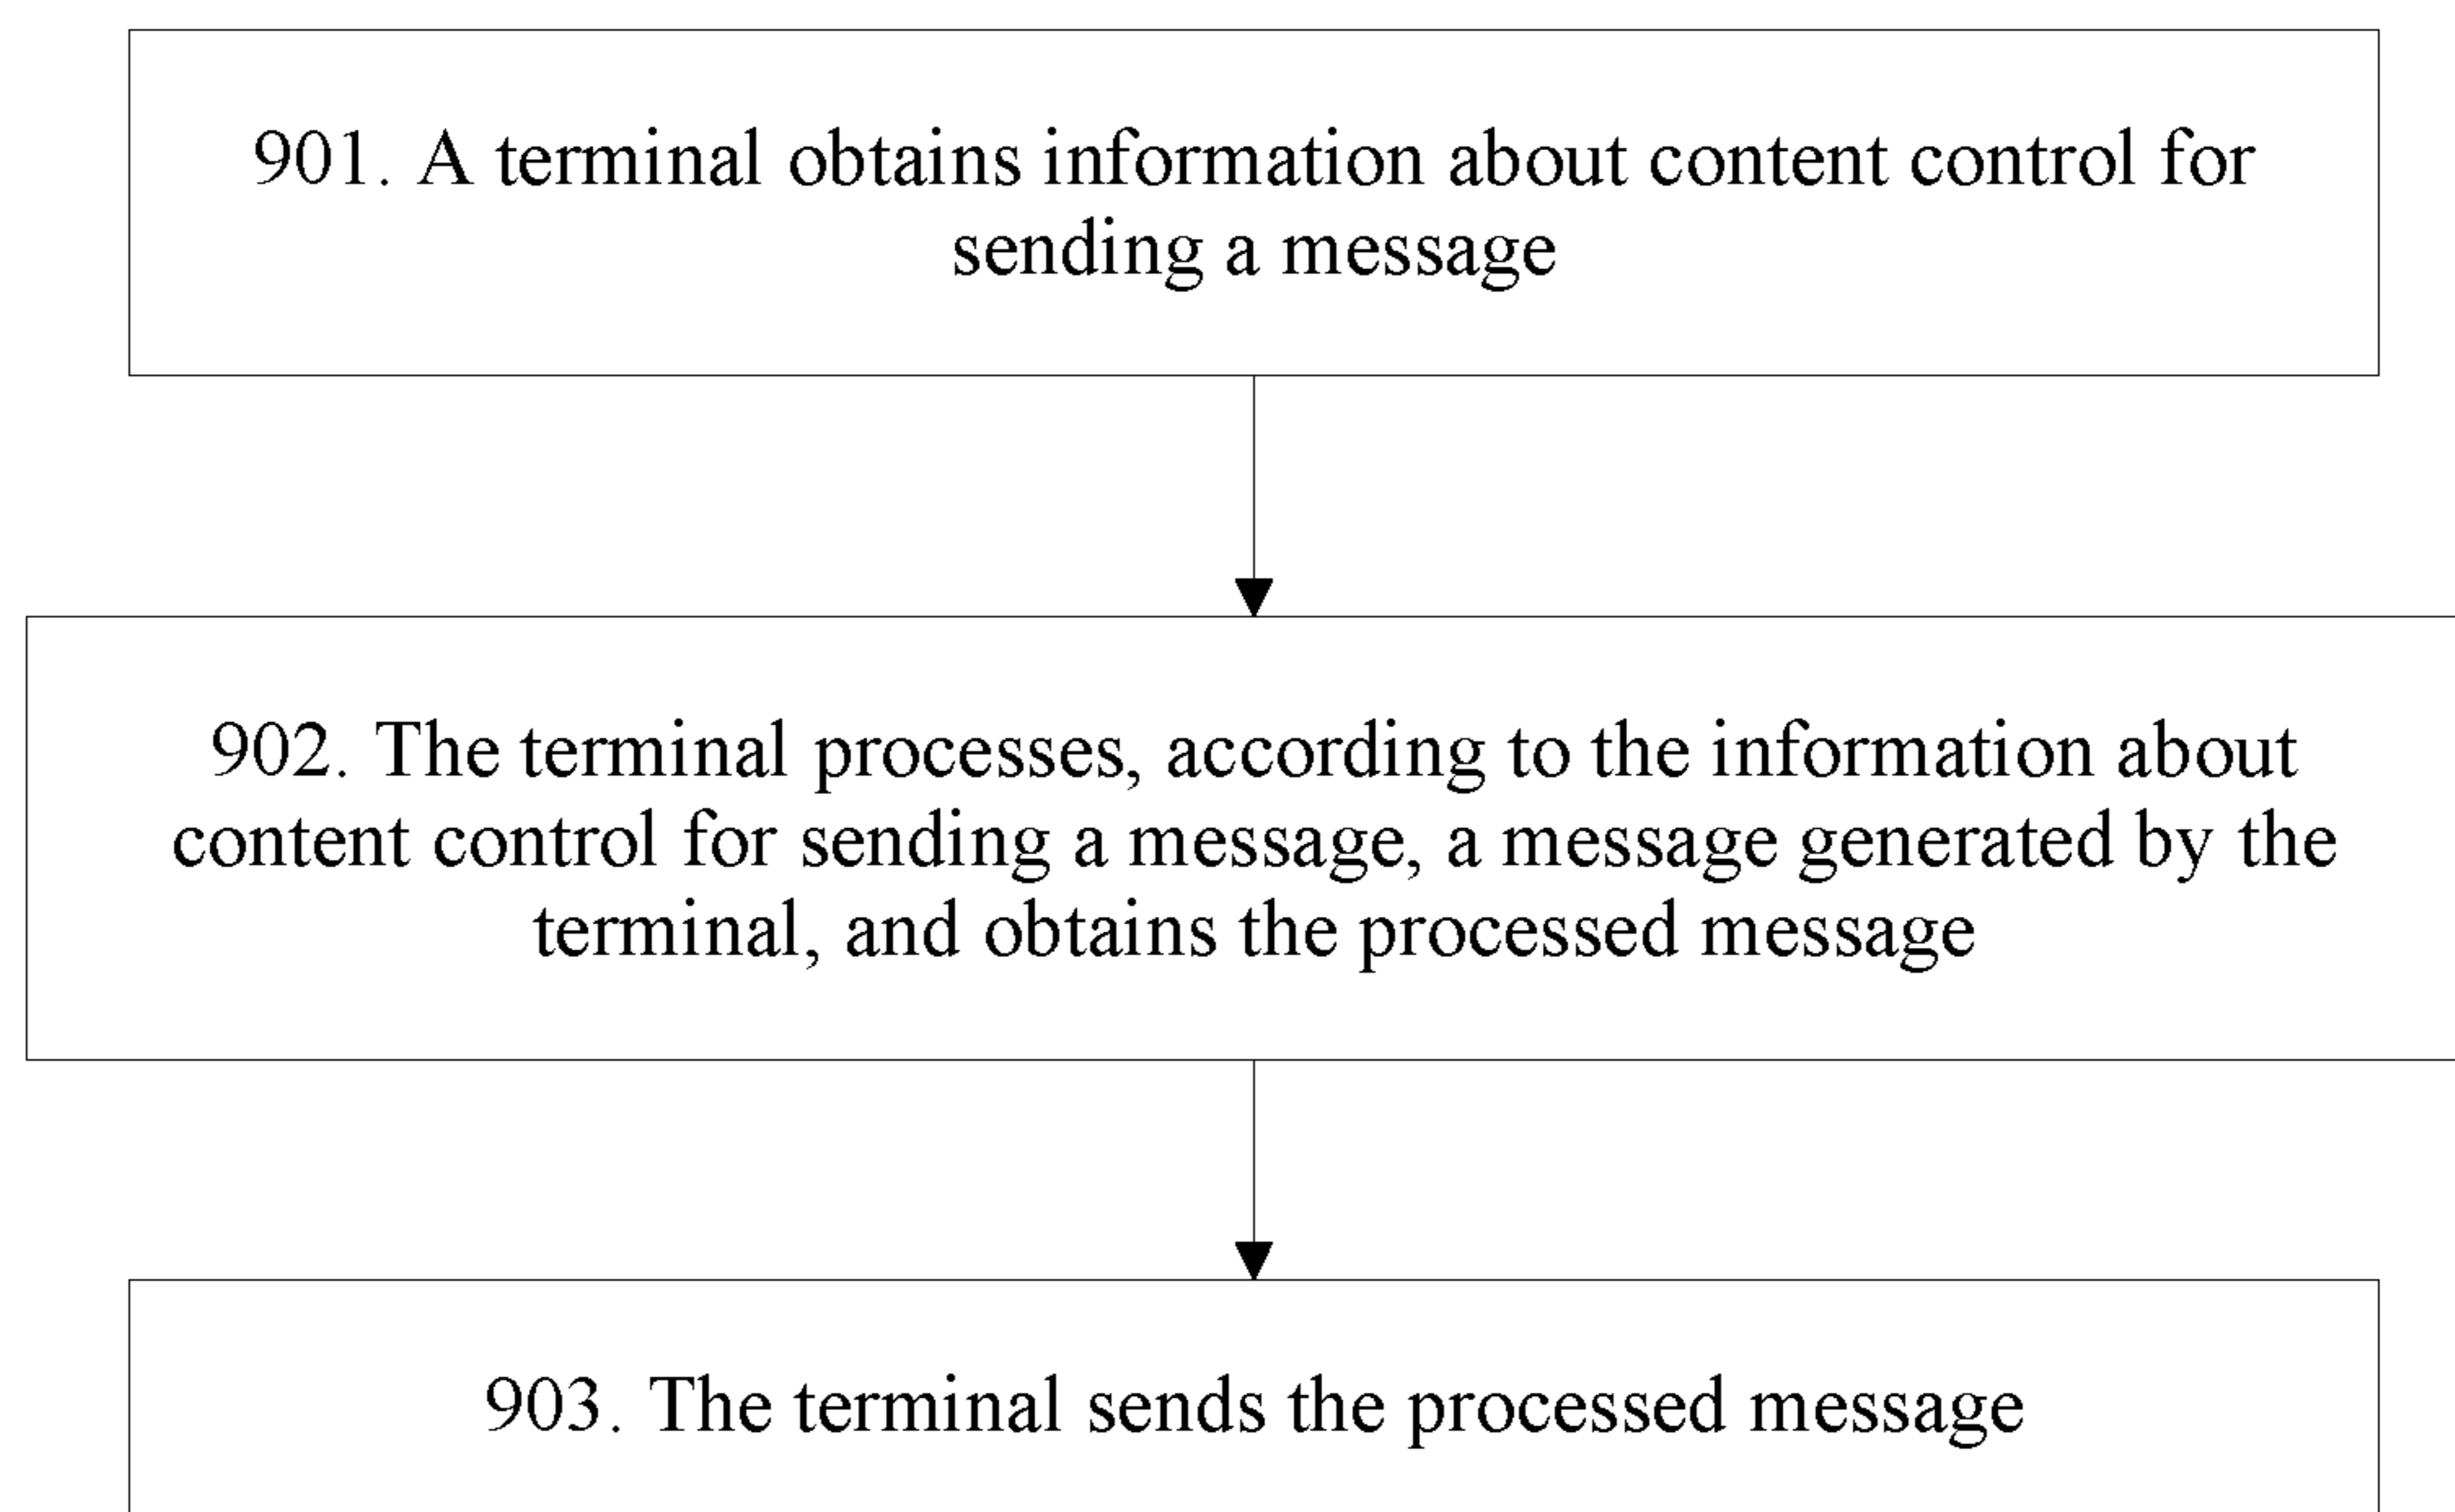 901. A terminal obtains information about content control for
sending a message
902. The terminal processes, according to the information about
content control for sending a message, a message generated by the
terminal, and obtains the processed message
903. The terminal sends the processed message